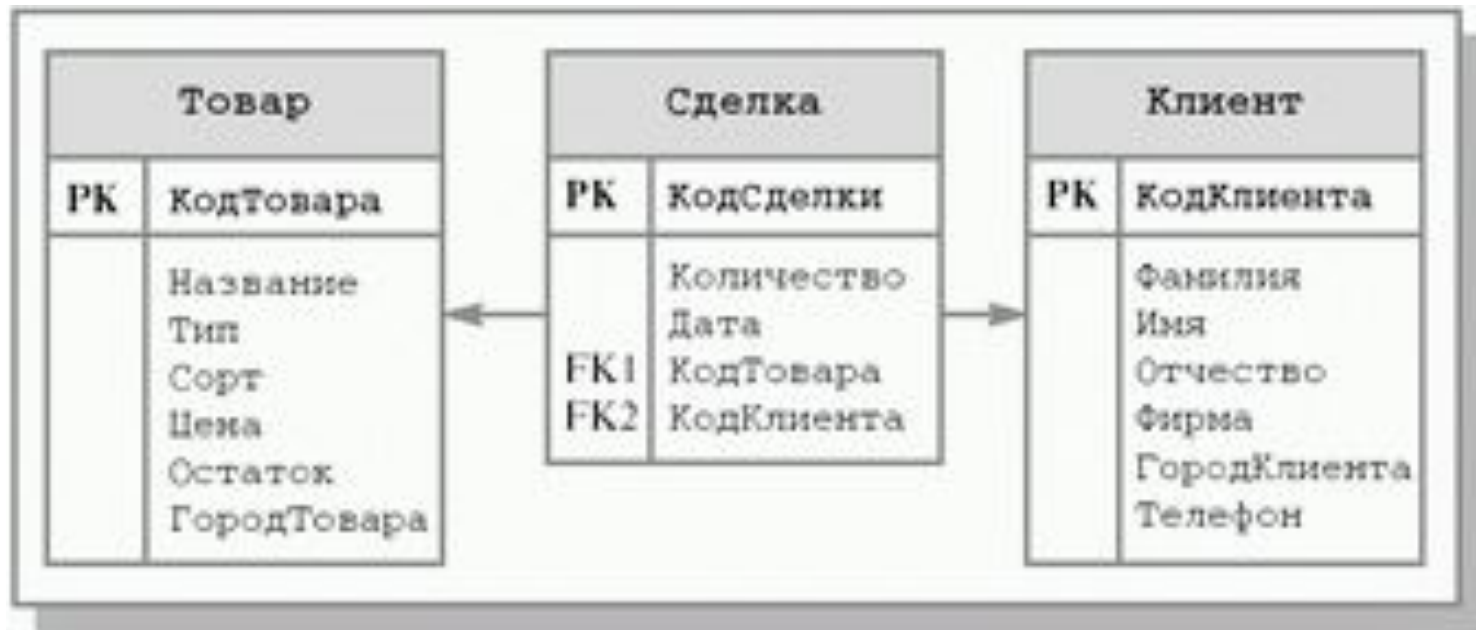 Товар
PK КодТовара
Название
Тип
Сорт
Цена
Остаток
ГородТовара
Сделка
PK КодСделки
Количество
Дата
FK1 КодТовара
FK2 КодКлиента
Клиент
PK КодКлиента
Фамилия
Имя
Отчество
Фирма
ГородКлиента
Телефон